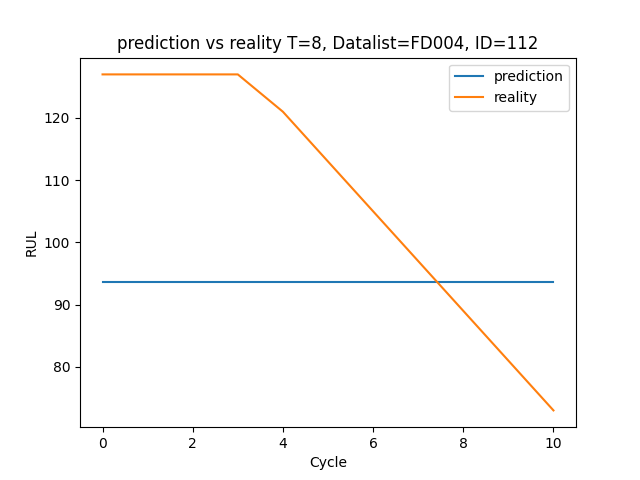 prediction vs reality T=8, Datalist=FD004, ID=112
prediction
reality
120
110
100
90
80
RUL
0 2 4 6 8 10
Cycle